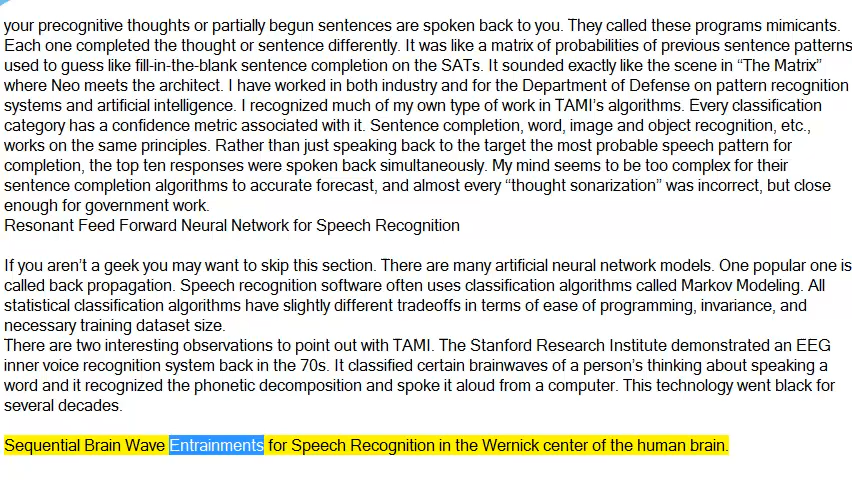 your precognitive thoughts or partially begun sentences are spoken back to you. They called these programs mimicants.
Each one completed the thought or sentence differently. It was like a matrix of probabilities of previous sentence patterns
used to guess like fill-in-the-blank sentence completion on the SATs. It sounded exactly like the scene in “The Matrix”
where Neo meets the architect. I have worked in both industry and for the Department of Defense on pattern recognition
systems and artificial intelligence. I recognized much of my own type of work in TAMI’s algorithms. Every classification
category has a confidence metric associated with it. Sentence completion, word, image and object recognition, etc.,
works on the same principles. Rather than just speaking back to the target the most probable speech pattern for
completion, the top ten responses were spoken back simultaneously. My mind seems to be too complex for their
sentence completion algorithms to accurate forecast, and almost every “thought sonarization” was incorrect, but close
enough for government work.
Resonant Feed Forward Neural Network for Speech Recognition
If you aren’t a geek you may want to skip this section. There are many artificial neural network models. One popular one is
called back propagation. Speech recognition software often uses classification algorithms called Markov Modeling. All
statistical classification algorithms have slightly different tradeoffs in terms of ease of programming, invariance, and
necessary training dataset size.
There are two interesting observations to point out with TAMI. The Stanford Research Institute demonstrated an EEG
inner voice recognition system back in the 70s. It classified certain brainwaves of a person’s thinking about speaking a
word and it recognized the phonetic decomposition and spoke it aloud from a computer. This technology went black for
several decades.
Sequential Brain Wave Entrainments for Speech Recognition in the Wernick center of the human brain.